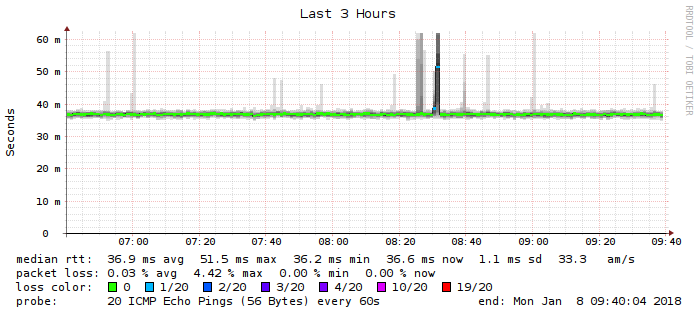 Last 3 Hours
RRDTOOL / TOBI OETIKER
Seconds
60 m
50 m
40 m
30 m
20 m
10 m
0
07:00 07:20 07:40 08:00 08:20 08:40 09:00 09:20 09:40
median rtt: 36.9 ms avg 51.5 ms max 36.2 ms min 36.6 ms now 1.1 ms sd 33.3 am/s
packet loss: 0.03 % avg 4.42 % max 0.00 % min 0.00 % now
loss color: 0 1/20 2/20 3/20 4/20 10/20 19/20
probe: 20 ICMP Echo Pings (56 Bytes) every 60s end: Mon Jan 8 09:40:04 2018